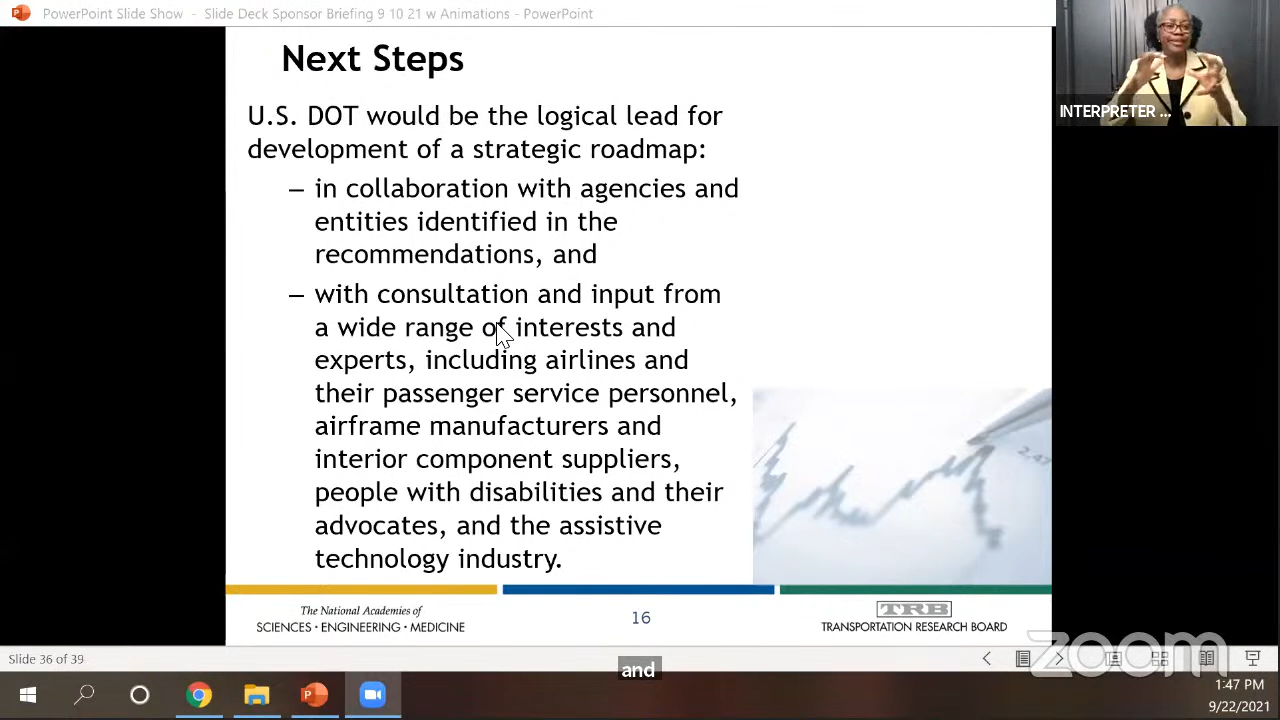 PowerPoint Slide Show - Slide Deck Sponsor Briefing 9 10 21 w Animations - PowerPoint
INTERPRETER ...
Next Steps
U.S. DOT would be the logical lead for
development of a strategic roadmap:
– in collaboration with agencies and
entities identified in the
recommendations, and
– with consultation and input from
a wide range of interests and
experts, including airlines and
their passenger service personnel,
airframe manufacturers and
interior component suppliers,
people with disabilities and their
advocates, and the assistive
technology industry.
2,47
The National Academies of
SCIENCES • ENGINEERING • MEDICINE
16
TRB
TRANSPORTATION RESEARCH BOARD
zoom
Slide 36 of 39
and
1:47 PM
9/22/2021